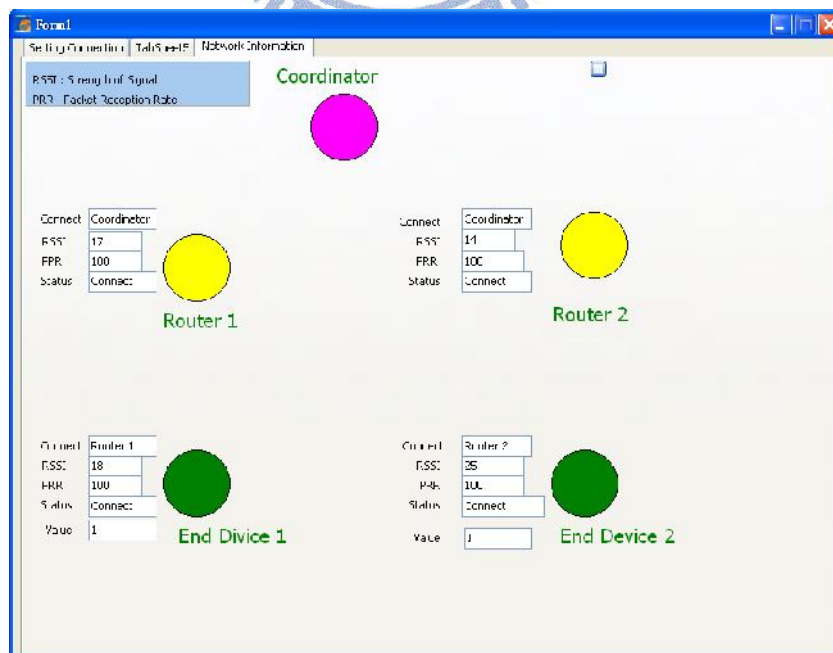 Form1
Setting Connection TabSheet5 Network Information
RSSI : Strength of Signal
PRR : Packet Reception Rate
Coordinator
Connect Coordinator
RSSI 17
PRR 100
Status Connect
Router 1
Connect Coordinator
RSSI 14
PRR 100
Status Connect
Router 2
Connect Router 1
RSSI 18
PRR 100
Status Connect
Value 1
End Divice 1
Connect Router 2
RSSI
PRR 100
Status Connect
Value
End Device 2